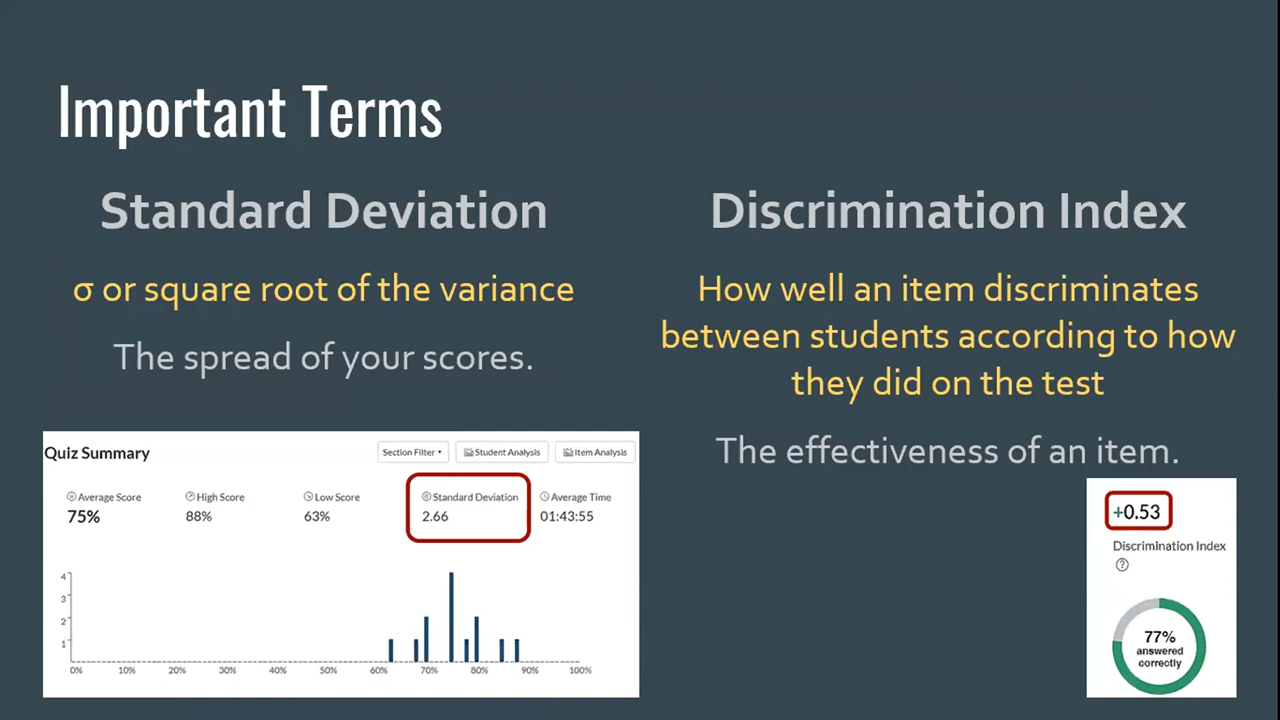 Important Terms
Standard Deviation
σ or square root of the variance
The spread of your scores.
Quiz Summary
Section Filter
Student Analysis
Item Analysis
Average Score
75%
High Score
88%
Low Score
63%
Standard Deviation
2.66
Average Time
01:43:55
4
3
2
1
0% 10% 20% 30% 40% 50% 60% 70% 80% 90% 100%
Discrimination Index
How well an item discriminates
between students according to how
they did on the test
The effectiveness of an item.
+0.53
Discrimination Index
?
77%
answered
correctly